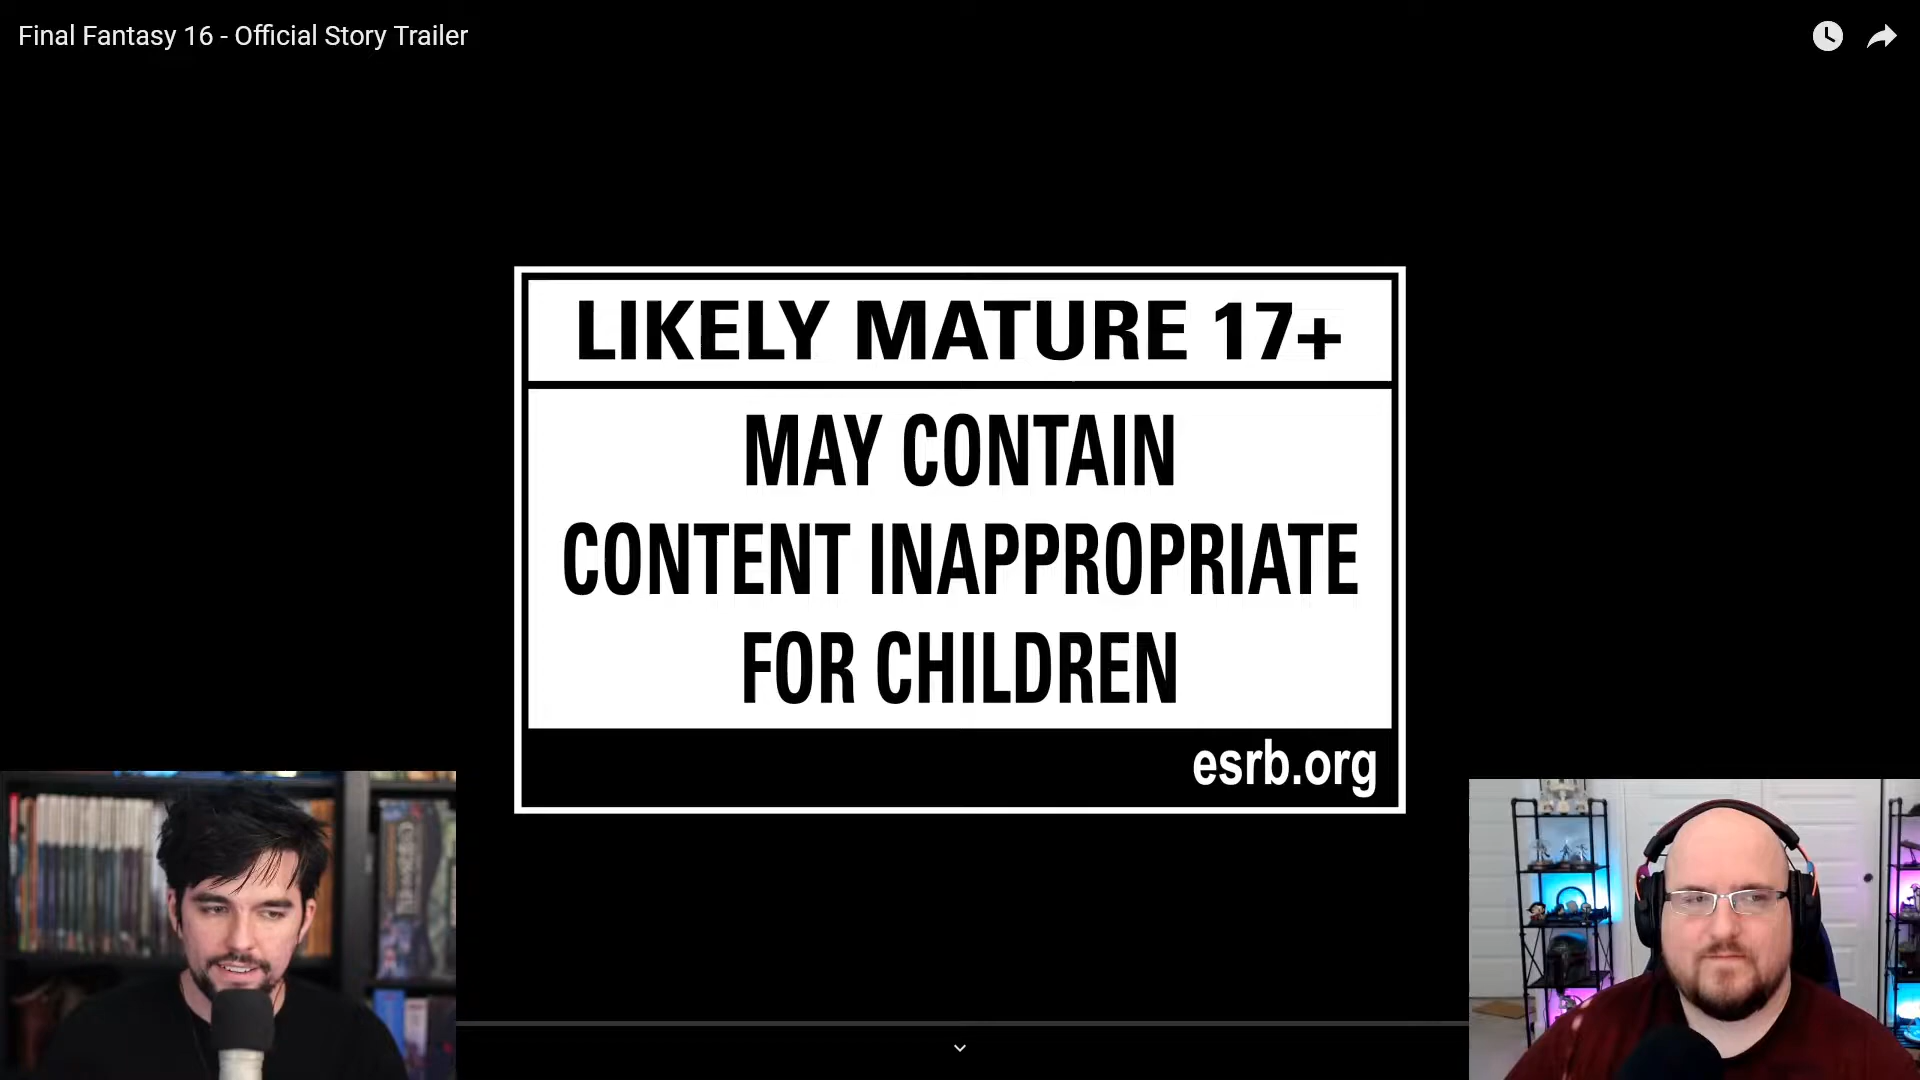 Final Fantasy 16 - Official Story Trailer
LIKELY MATURE 17+
MAY CONTAIN
CONTENT INAPPROPRIATE
FOR CHILDREN
esrb.org